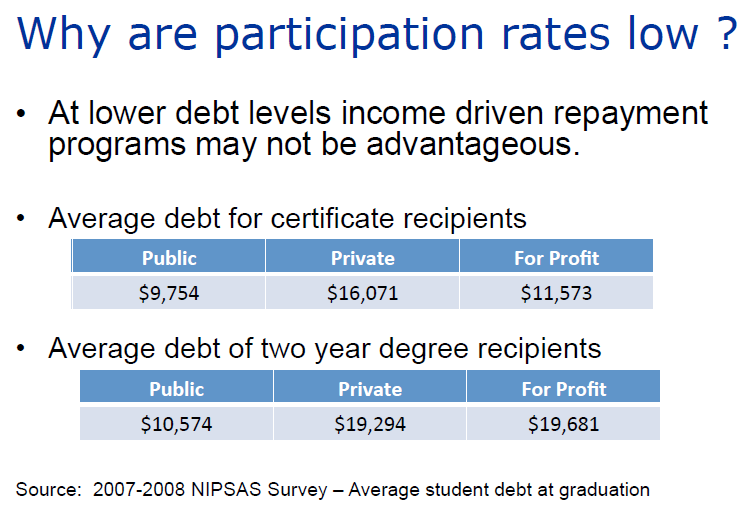 Why are participation rates low ?
• At lower debt levels income driven repayment
programs may not be advantageous.
• Average debt for certificate recipients
Public Private For Profit
$9,754 $16,071 $11,573
• Average debt of two year degree recipients
Public Private For Profit
$10,574 $19,294 $19,681
Source: 2007-2008 NIPSAS Survey – Average student debt at graduation